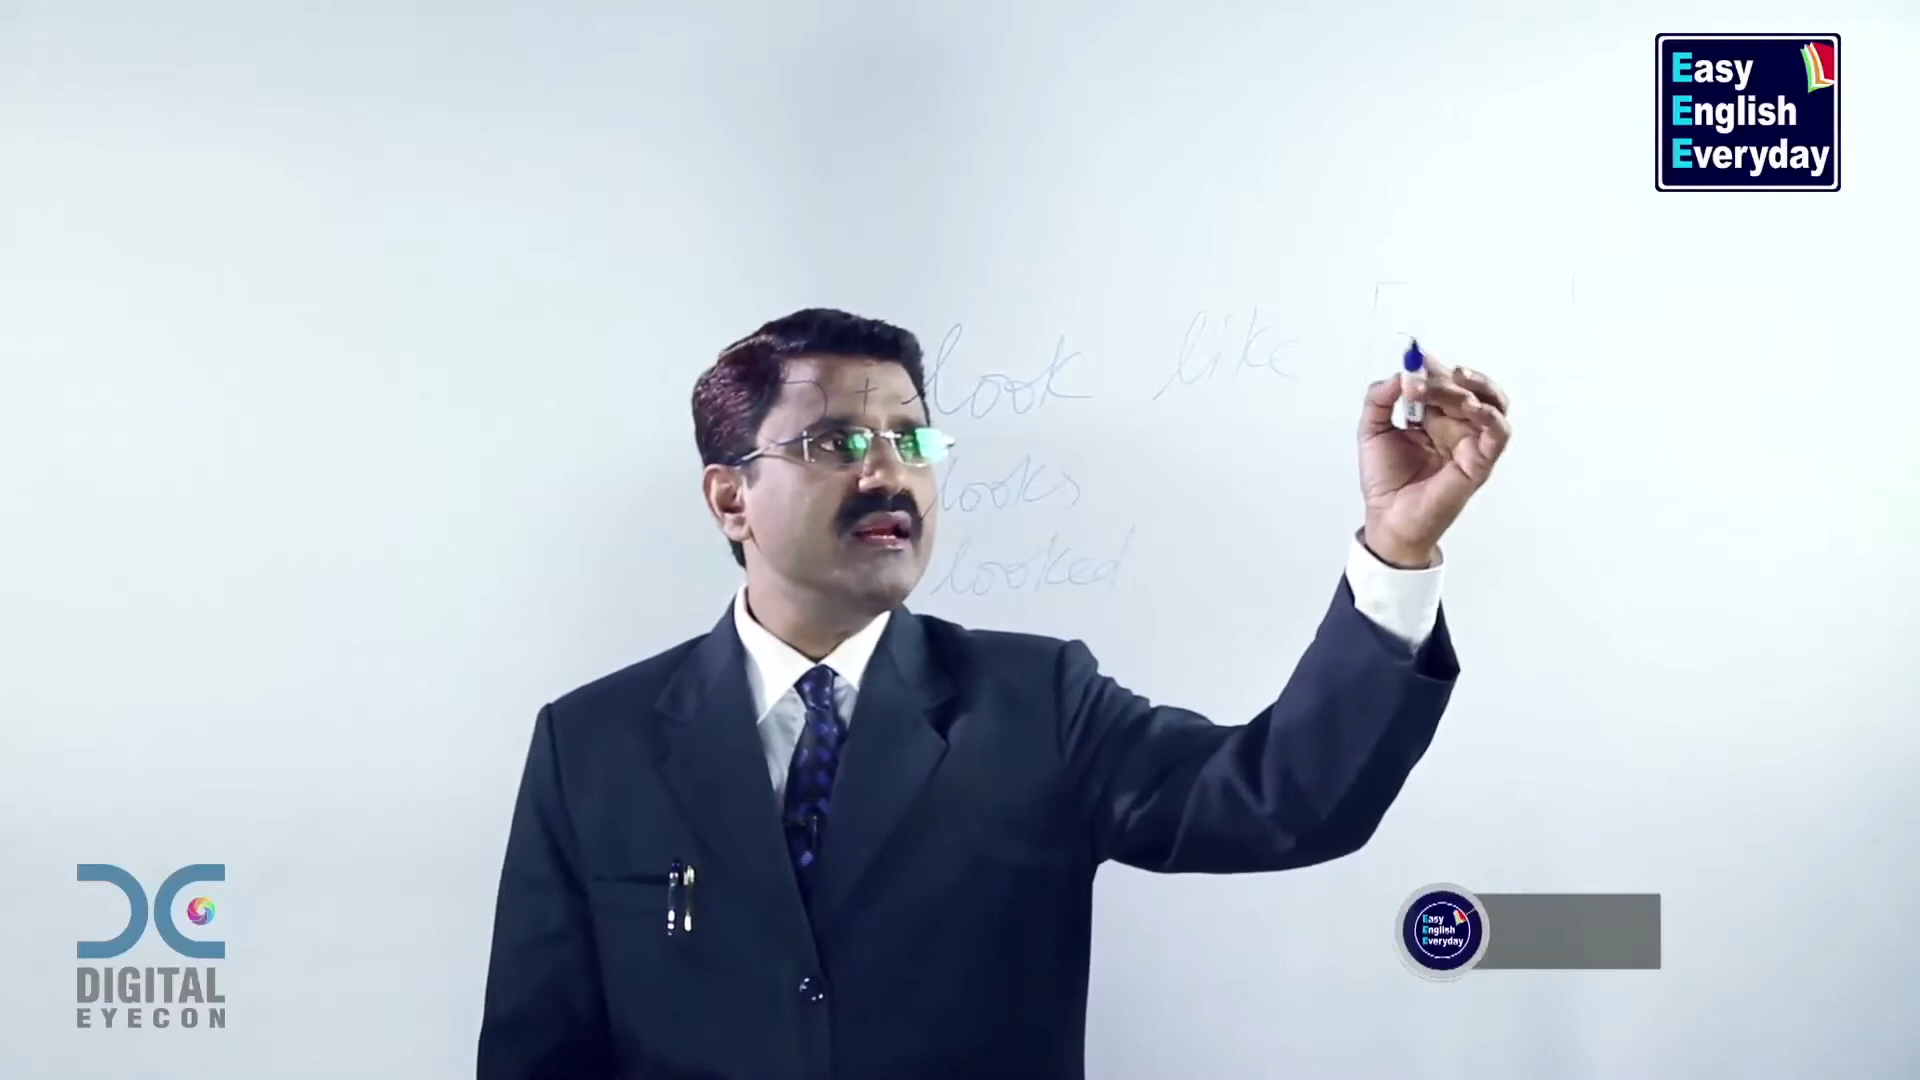 Easy
English
Everyday
+ look like [
looks
looked
DIGITAL
EYECON
Easy
English
Everyday